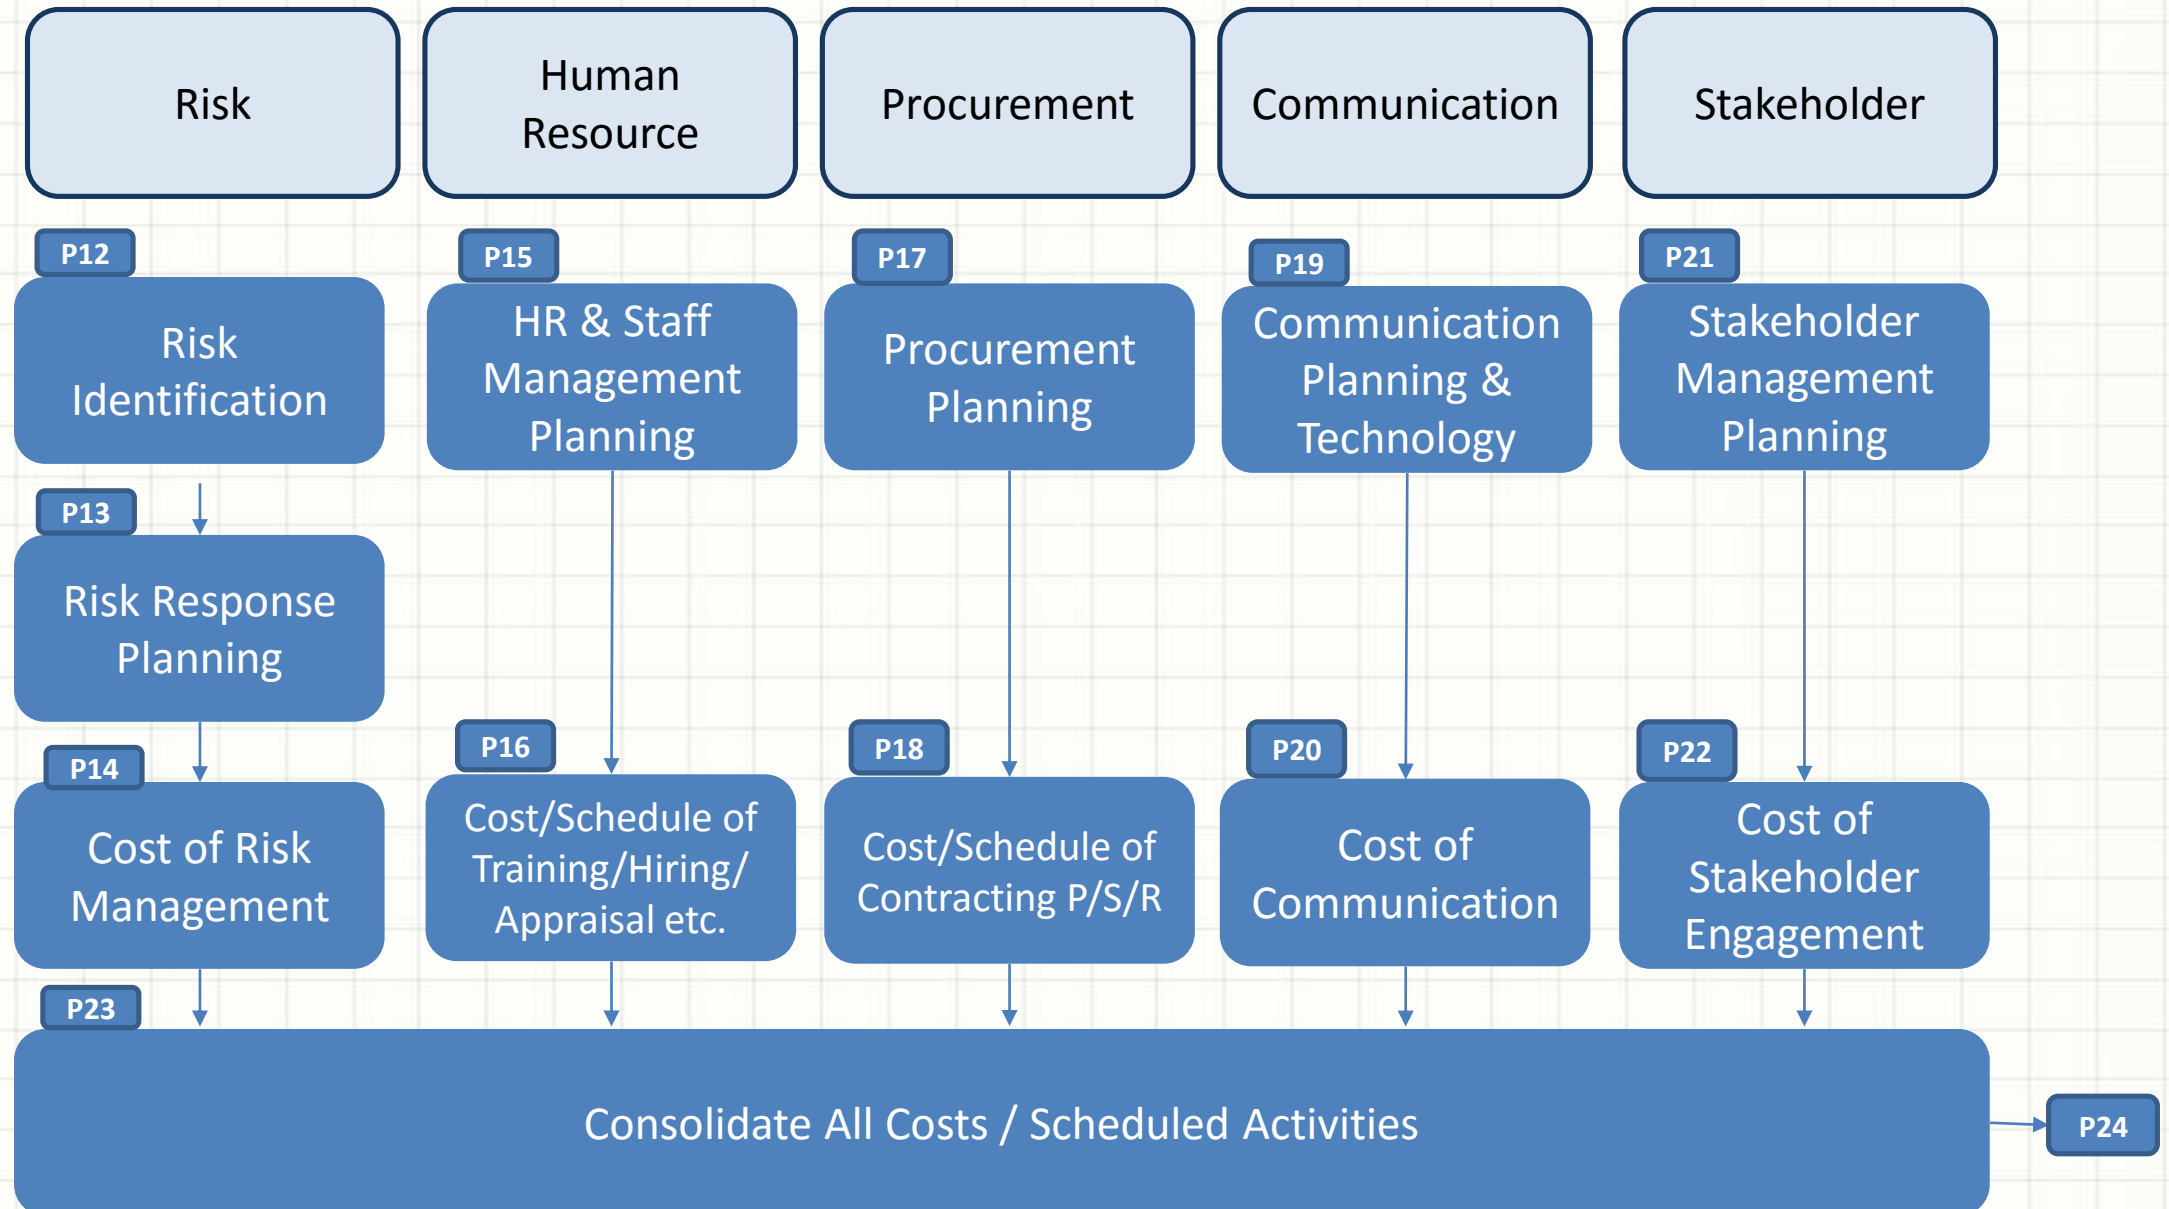 Risk
Human
Resource
Procurement
Communication
Stakeholder
P12
P15
P17
P19
P21
Risk
Identification
HR & Staff
Management
Planning
Procurement
Planning
Communication
Planning &
Technology
Stakeholder
Management
Planning
P13
Risk Response
Planning
P14
P16
P18
P20
P22
Cost of Risk
Management
Cost/Schedule of
Training/Hiring/
Appraisal etc.
Cost/Schedule of
Contracting P/S/R
Cost of
Communication
Cost of
Stakeholder
Engagement
P23
Consolidate All Costs / Scheduled Activities
P24